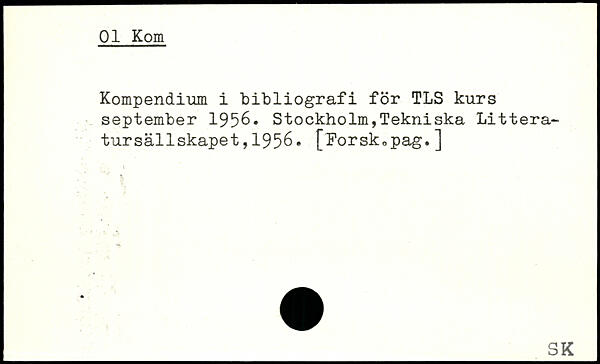 01 Kom
Kompendium i bibliografi för TLS kurs
september 1956. Stockholm,Tekniska Littera-
tursällskapet,1956. [Forsk.pag.]
SK